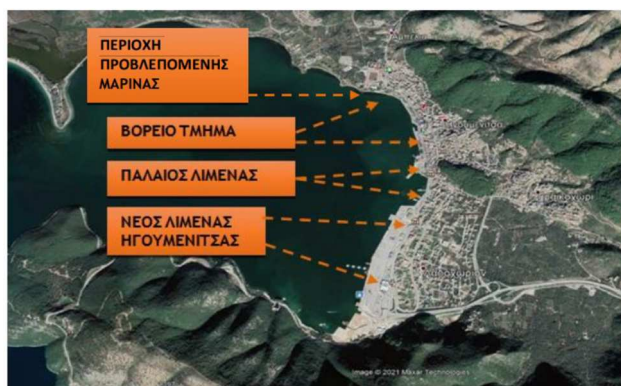 ΠΕΡΙΟΧΗ
ΠΡΟΒΛΕΠΟΜΕΝΗΣ
ΜΑΡΙΝΑΣ
ΒΟΡΕΙΟ ΤΜΗΜΑ
ΠΑΛΑΙΟΣ ΛΙΜΕΝΑΣ
ΝΕΟΣ ΛΙΜΕΝΑΣ
ΗΓΟΥΜΕΝΙΤΣΑΣ
Image © 2021 Maxar Technologies